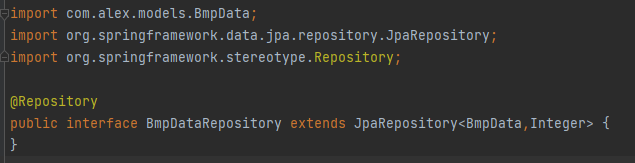 import com.alex.models.BmpData;
import org.springframework.data.jpa.repository.JpaRepository;
import org.springframework.stereotype.Repository;
@Repository
public interface BmpDataRepository extends JpaRepository<BmpData,Integer> {
}